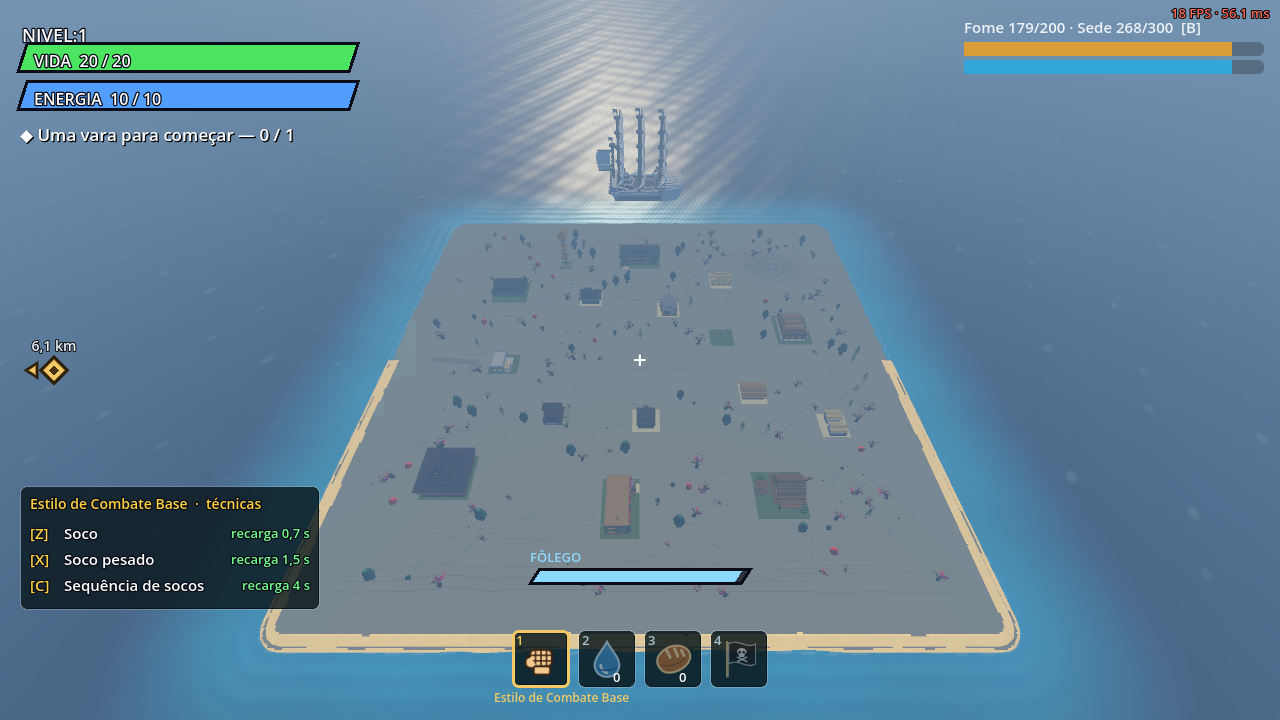 18 FPS · 56.1 ms
NIVEL:1
Fome 179/200 · Sede 268/300 [B]
VIDA 20 / 20
ENERGIA 10 / 10
◆ Uma vara para começar — 0 / 1
6,1 km
Estilo de Combate Base · técnicas
[Z] Soco recarga 0,7 s
[X] Soco pesado recarga 1,5 s
[C] Sequência de socos recarga 4 s
FÔLEGO
1 2 3 4
0 0
Estilo de Combate Base